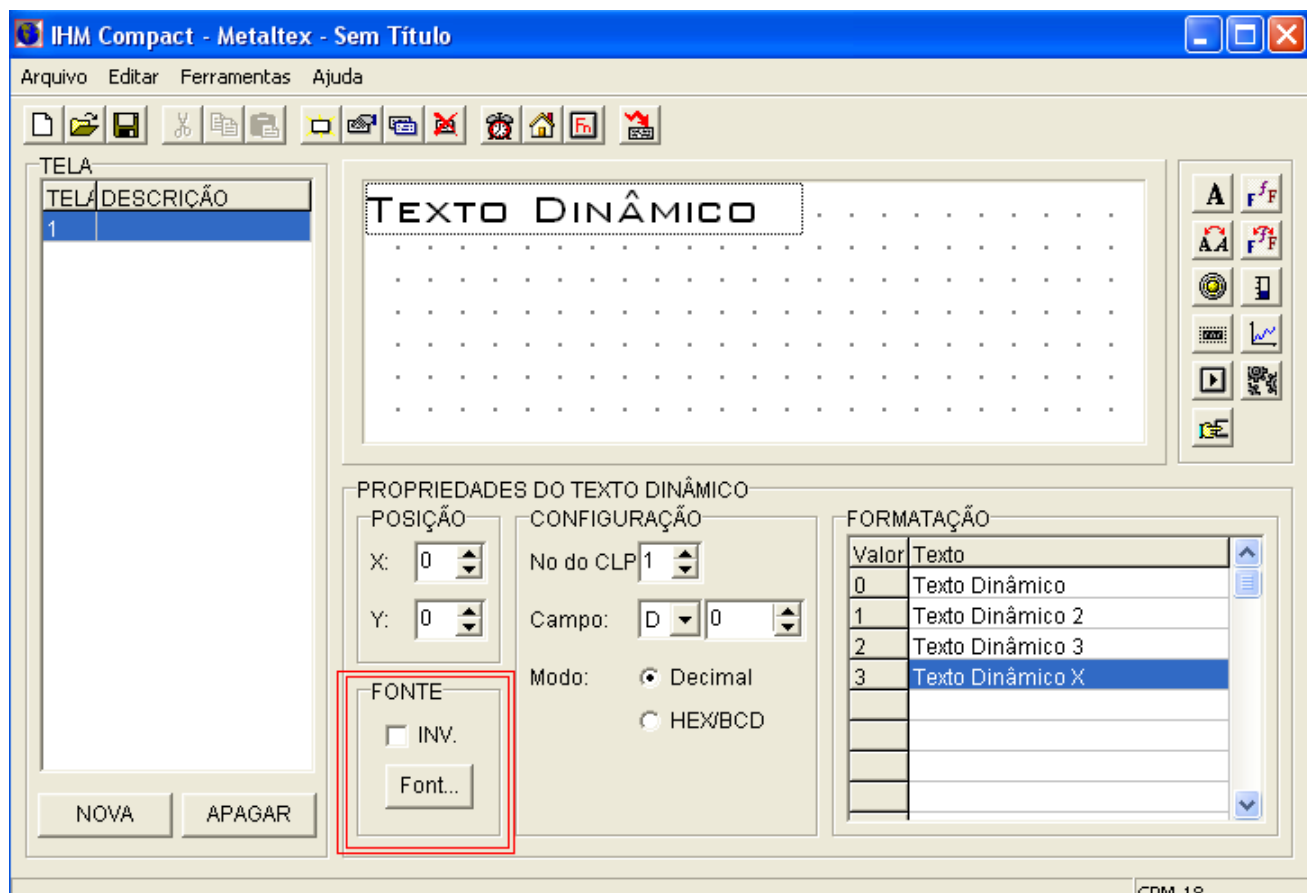 IHM Compact - Metaltex - Sem Título
Arquivo Editar Ferramentas Ajuda
Fn
TELA
TELA DESCRIÇÃO
1
NOVA APAGAR
TEXTO DINÂMICO
A F f F
A A F f F
PROPRIEDADES DO TEXTO DINÂMICO
POSIÇÃO
X: 0
Y: 0
FONTE
INV.
Font...
CONFIGURAÇÃO
No do CLP 1
Campo: D 0
Modo: Decimal
HEX/BCD
FORMATAÇÃO
Valor Texto
0 Texto Dinâmico
1 Texto Dinâmico 2
2 Texto Dinâmico 3
3 Texto Dinâmico X